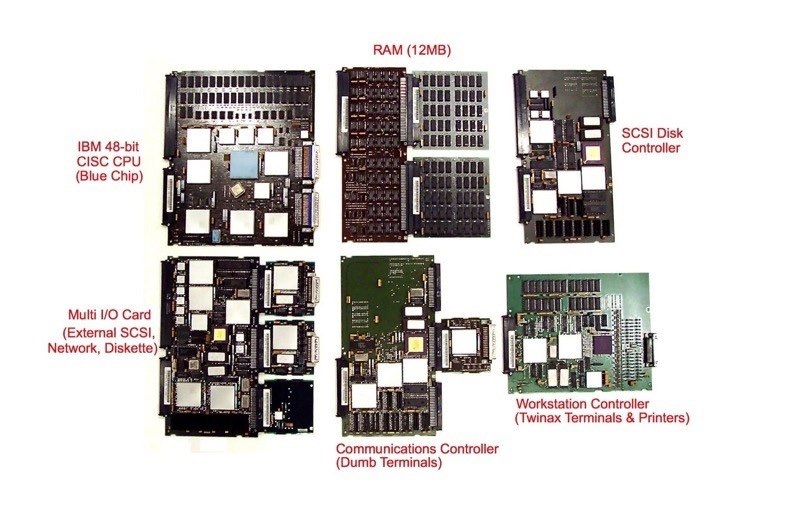 RAM (12MB)
IBM 48-bit
CISC CPU
(Blue Chip)
SCSI Disk
Controller
Multi I/O Card
(External SCSI,
Network, Diskette)
Communications Controller
(Dumb Terminals)
Workstation Controller
(Twinax Terminals & Printers)